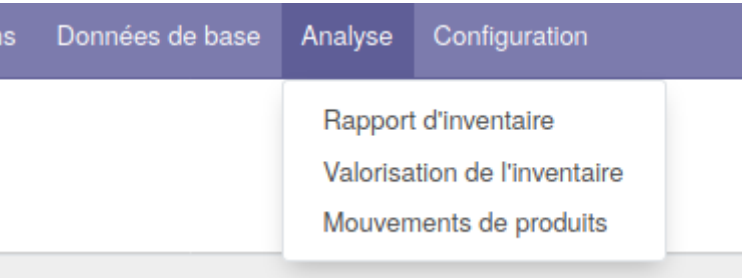 Données de base Analyse Configuration
Rapport d'inventaire
Valorisation de l'inventaire
Mouvements de produits